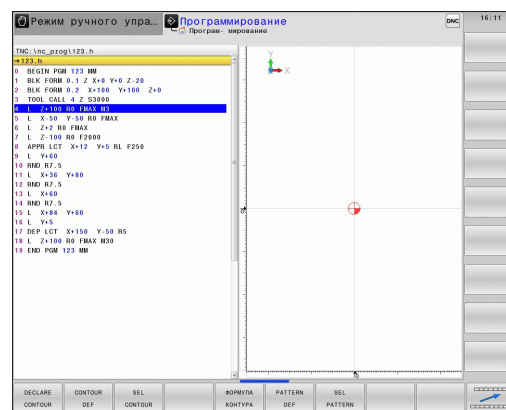 Режим ручного упра…
Программирование
Програм- мирование
DNC
16:11
TNC:\nc_prog\123.h
→123.h
0 BEGIN PGM 123 MM
1 BLK FORM 0.1 Z X+0 Y+0 Z-20
2 BLK FORM 0.2 X+100 Y+100 Z+0
3 TOOL CALL 4 Z S3000
4 L Z+100 R0 FMAX M3
5 L X-50 Y-50 R0 FMAX
6 L Z+2 R0 FMAX
7 L Z-100 R0 F2000
8 APPR LCT X+12 Y+5 RL F250
9 L Y+60
10 RND R7.5
11 L X+36 Y+80
12 RND R7.5
13 L X+60
14 RND R7.5
15 L X+84 Y+60
16 L Y+5
17 DEP LCT X+150 Y-50 R5
18 L Z+100 R0 FMAX M30
19 END PGM 123 MM
Y
X
DECLARE CONTOUR
CONTOUR DEF
SEL CONTOUR
ФОРМУЛА КОНТУРА
PATTERN DEF
SEL PATTERN